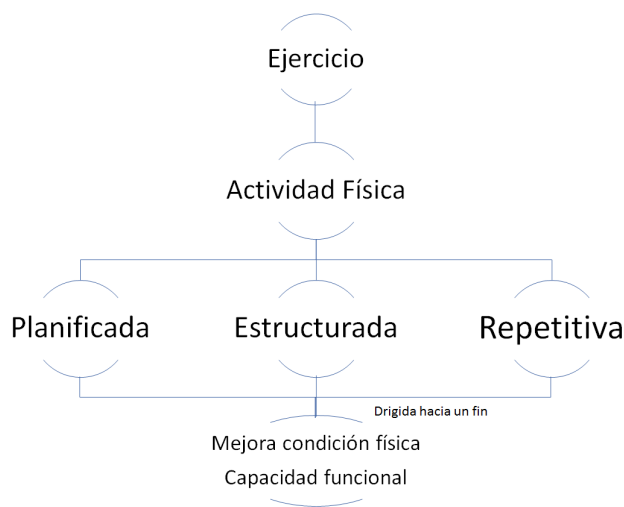 Ejercicio
Actividad Física
Planificada
Estructurada
Repetitiva
Drigida hacia un fin
Mejora condición física
Capacidad funcional